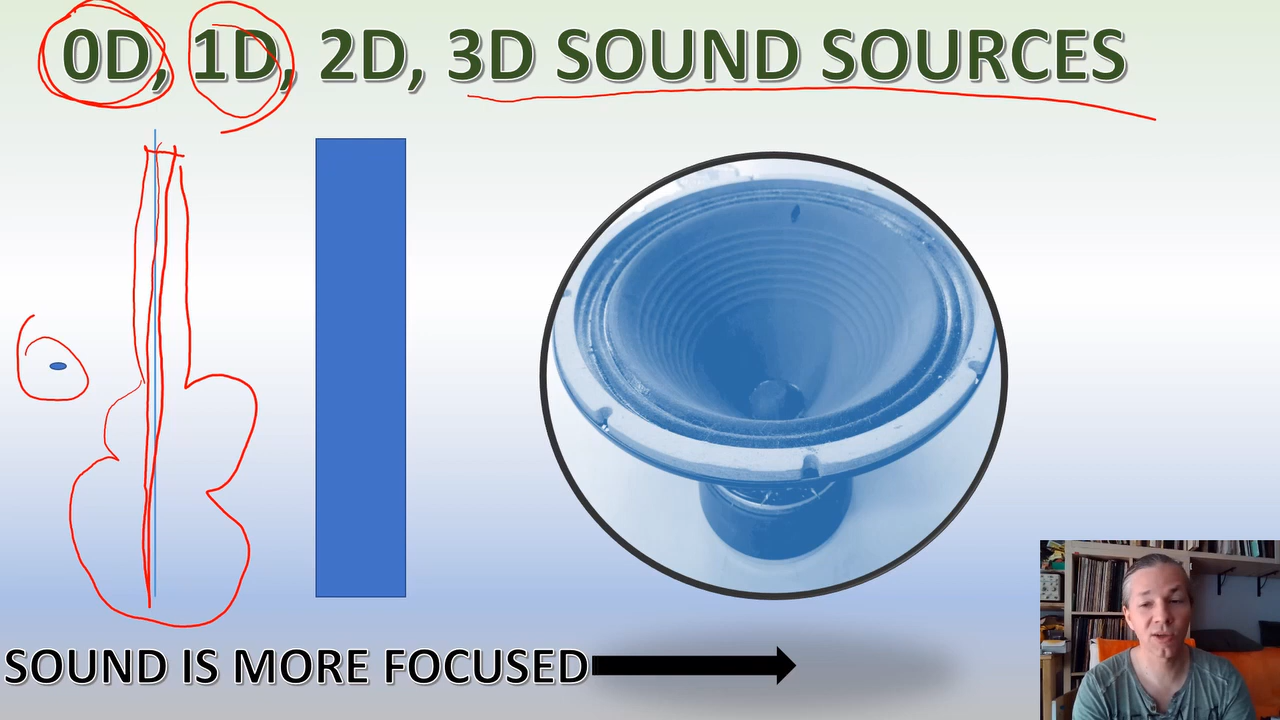 0D, 1D, 2D, 3D SOUND SOURCES
SOUND IS MORE FOCUSED